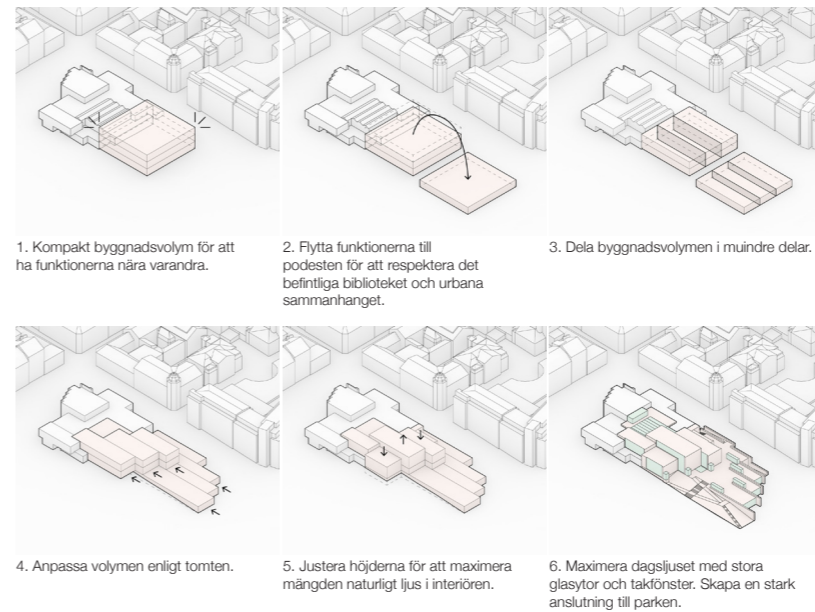 1. Kompakt byggnadsvolym för att
ha funktionerna nära varandra.
2. Flytta funktionerna till
podesten för att respektera det
befintliga biblioteket och urbana
sammanhanget.
3. Dela byggnadsvolymen i muindre delar.
4. Anpassa volymen enligt tomten.
5. Justera höjderna för att maximera
mängden naturligt ljus i interiören.
6. Maximera dagsljuset med stora
glasytor och takfönster. Skapa en stark
anslutning till parken.